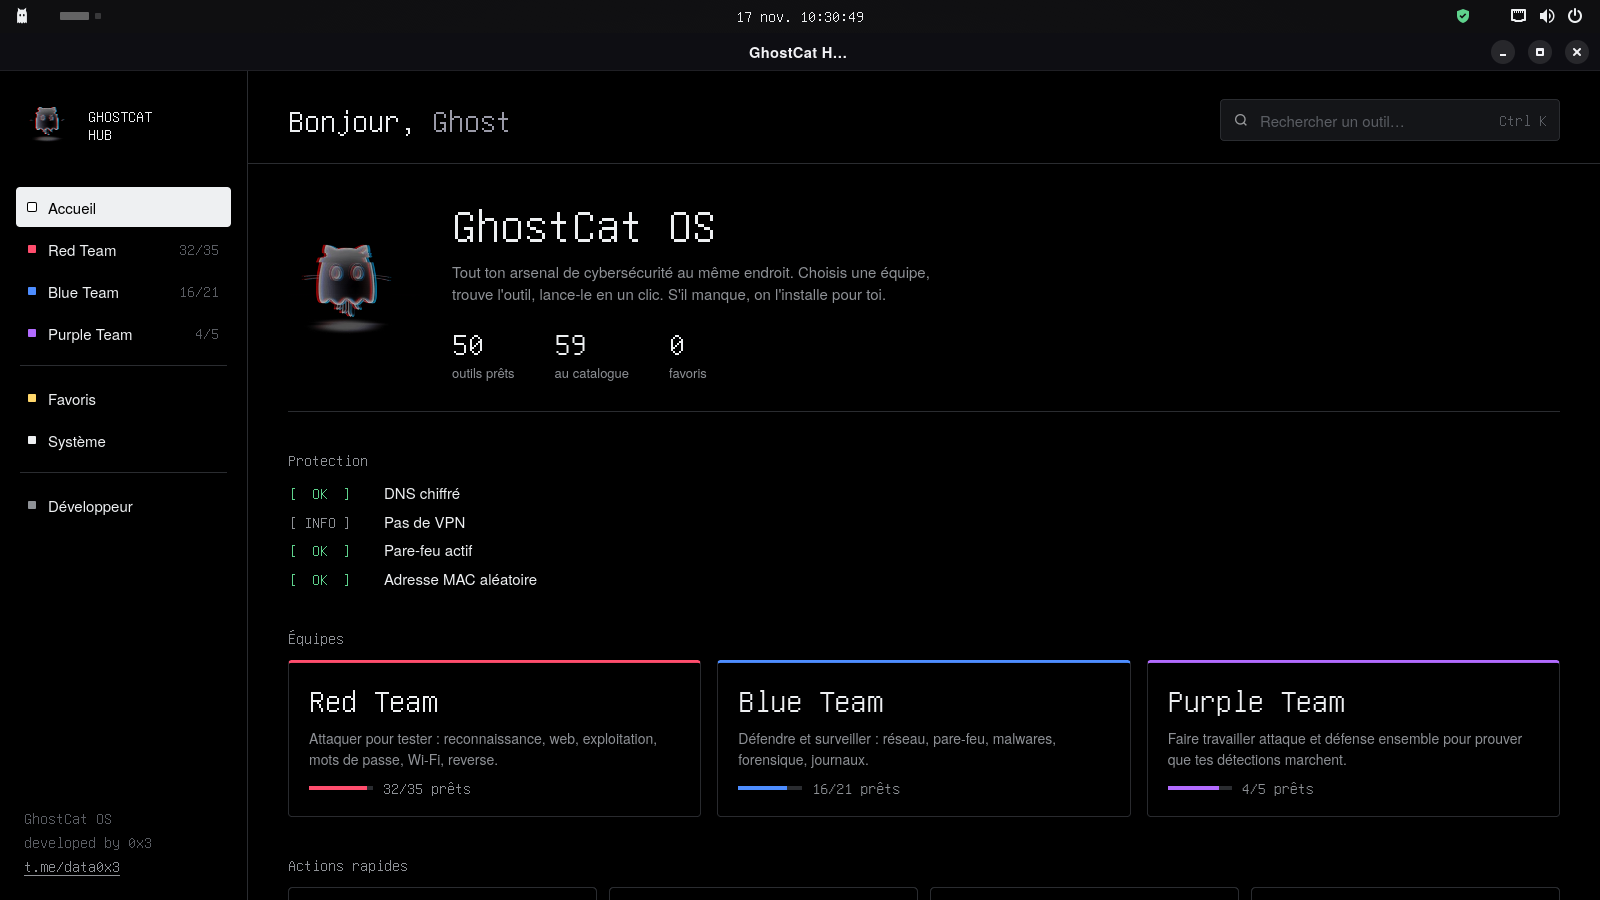 17 nov. 10:30:49
GhostCat H...
GHOSTCAT
HUB
Bonjour, Ghost
Rechercher un outil…
Ctrl K
Accueil
Red Team 32/35
Blue Team 16/21
Purple Team 4/5
Favoris
Système
Développeur
GhostCat OS
Tout ton arsenal de cybersécurité au même endroit. Choisis une équipe,
trouve l'outil, lance-le en un clic. S'il manque, on l'installe pour toi.
50 59 0
outils prêts au catalogue favoris
Protection
[ OK ] DNS chiffré
[ INFO ] Pas de VPN
[ OK ] Pare-feu actif
[ OK ] Adresse MAC aléatoire
Équipes
Red Team
Attaquer pour tester : reconnaissance, web, exploitation,
mots de passe, Wi-Fi, reverse.
32/35 prêts
Blue Team
Défendre et surveiller : réseau, pare-feu, malwares,
forensique, journaux.
16/21 prêts
Purple Team
Faire travailler attaque et défense ensemble pour prouver
que tes détections marchent.
4/5 prêts
Actions rapides
GhostCat OS
developed by 0x3
t.me/data0x3